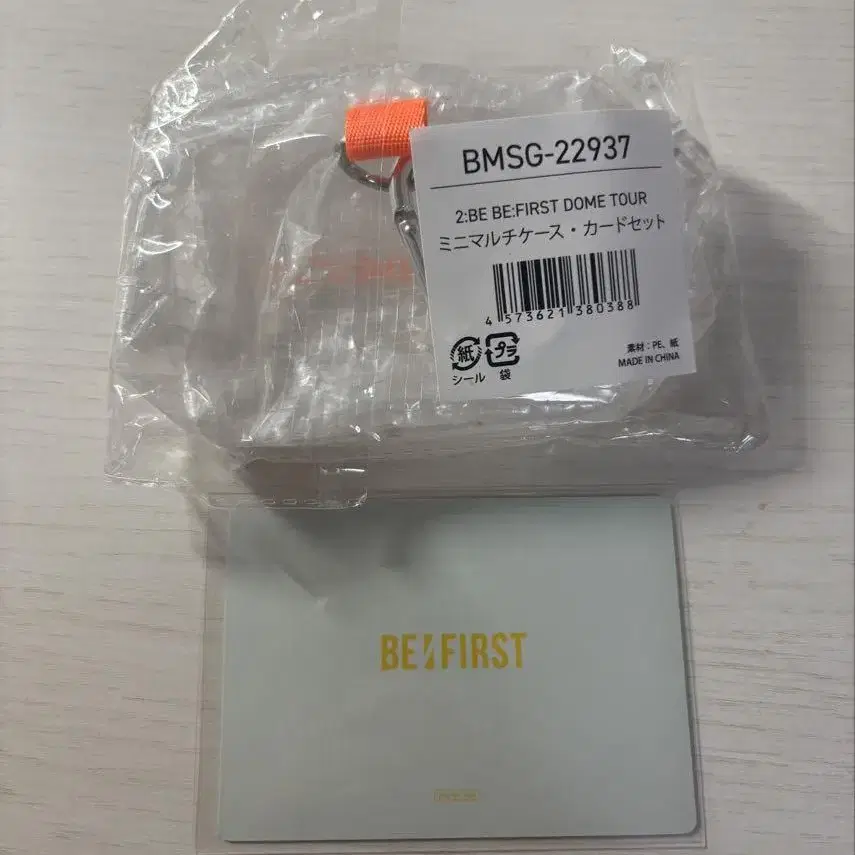 BMSG-22937
2:BE BE:FIRST DOME TOUR
ミニマルチケース・カードセット
4 573621 380388
紙 プラ
シール 袋
素材：PE、紙
MADE IN CHINA
BE:FIRST